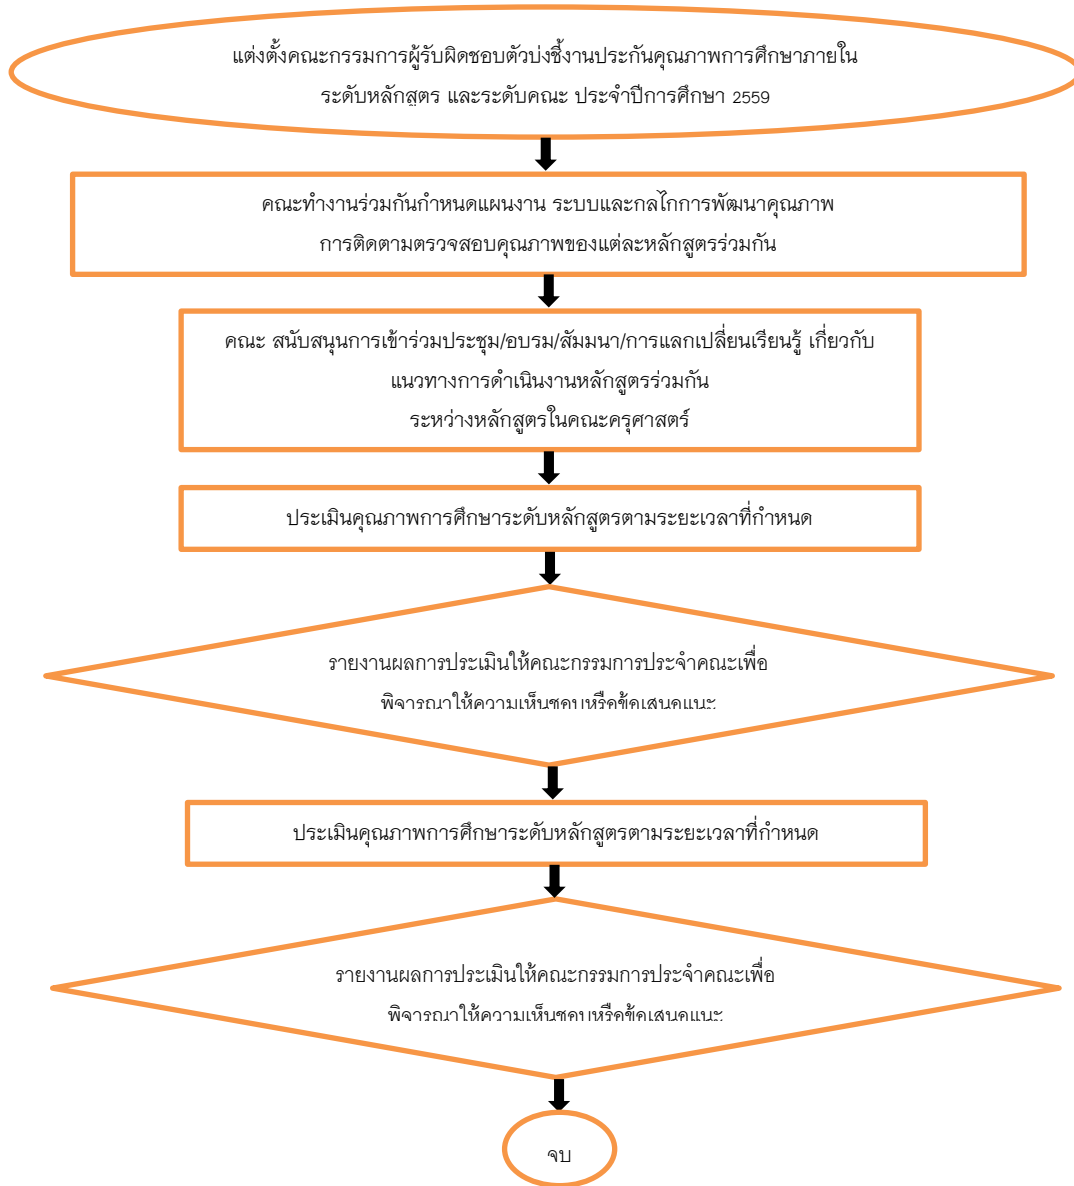 แต่งตั้งคณะกรรมการผู้รับผิดชอบตัวบ่งชี้งานประกันคุณภาพการศึกษาภายใน
ระดับหลักสูตร และระดับคณะ ประจำปีการศึกษา 2559
คณะทำงานร่วมกันกำหนดแผนงาน ระบบและกลไกการพัฒนาคุณภาพ
การติดตามตรวจสอบคุณภาพของแต่ละหลักสูตรร่วมกัน
คณะ สนับสนุนการเข้าร่วมประชุม/อบรม/สัมมนา/การแลกเปลี่ยนเรียนรู้ เกี่ยวกับ
แนวทางการดำเนินงานหลักสูตรร่วมกัน
ระหว่างหลักสูตรในคณะครุศาสตร์
ประเมินคุณภาพการศึกษาระดับหลักสูตรตามระยะเวลาที่กำหนด
รายงานผลการประเมินให้คณะกรรมการประจำคณะเพื่อ
พิจารณาให้ความเห็นชอบหรือข้อเสนอแนะ
ประเมินคุณภาพการศึกษาระดับหลักสูตรตามระยะเวลาที่กำหนด
รายงานผลการประเมินให้คณะกรรมการประจำคณะเพื่อ
พิจารณาให้ความเห็นชอบหรือข้อเสนอแนะ
จบ